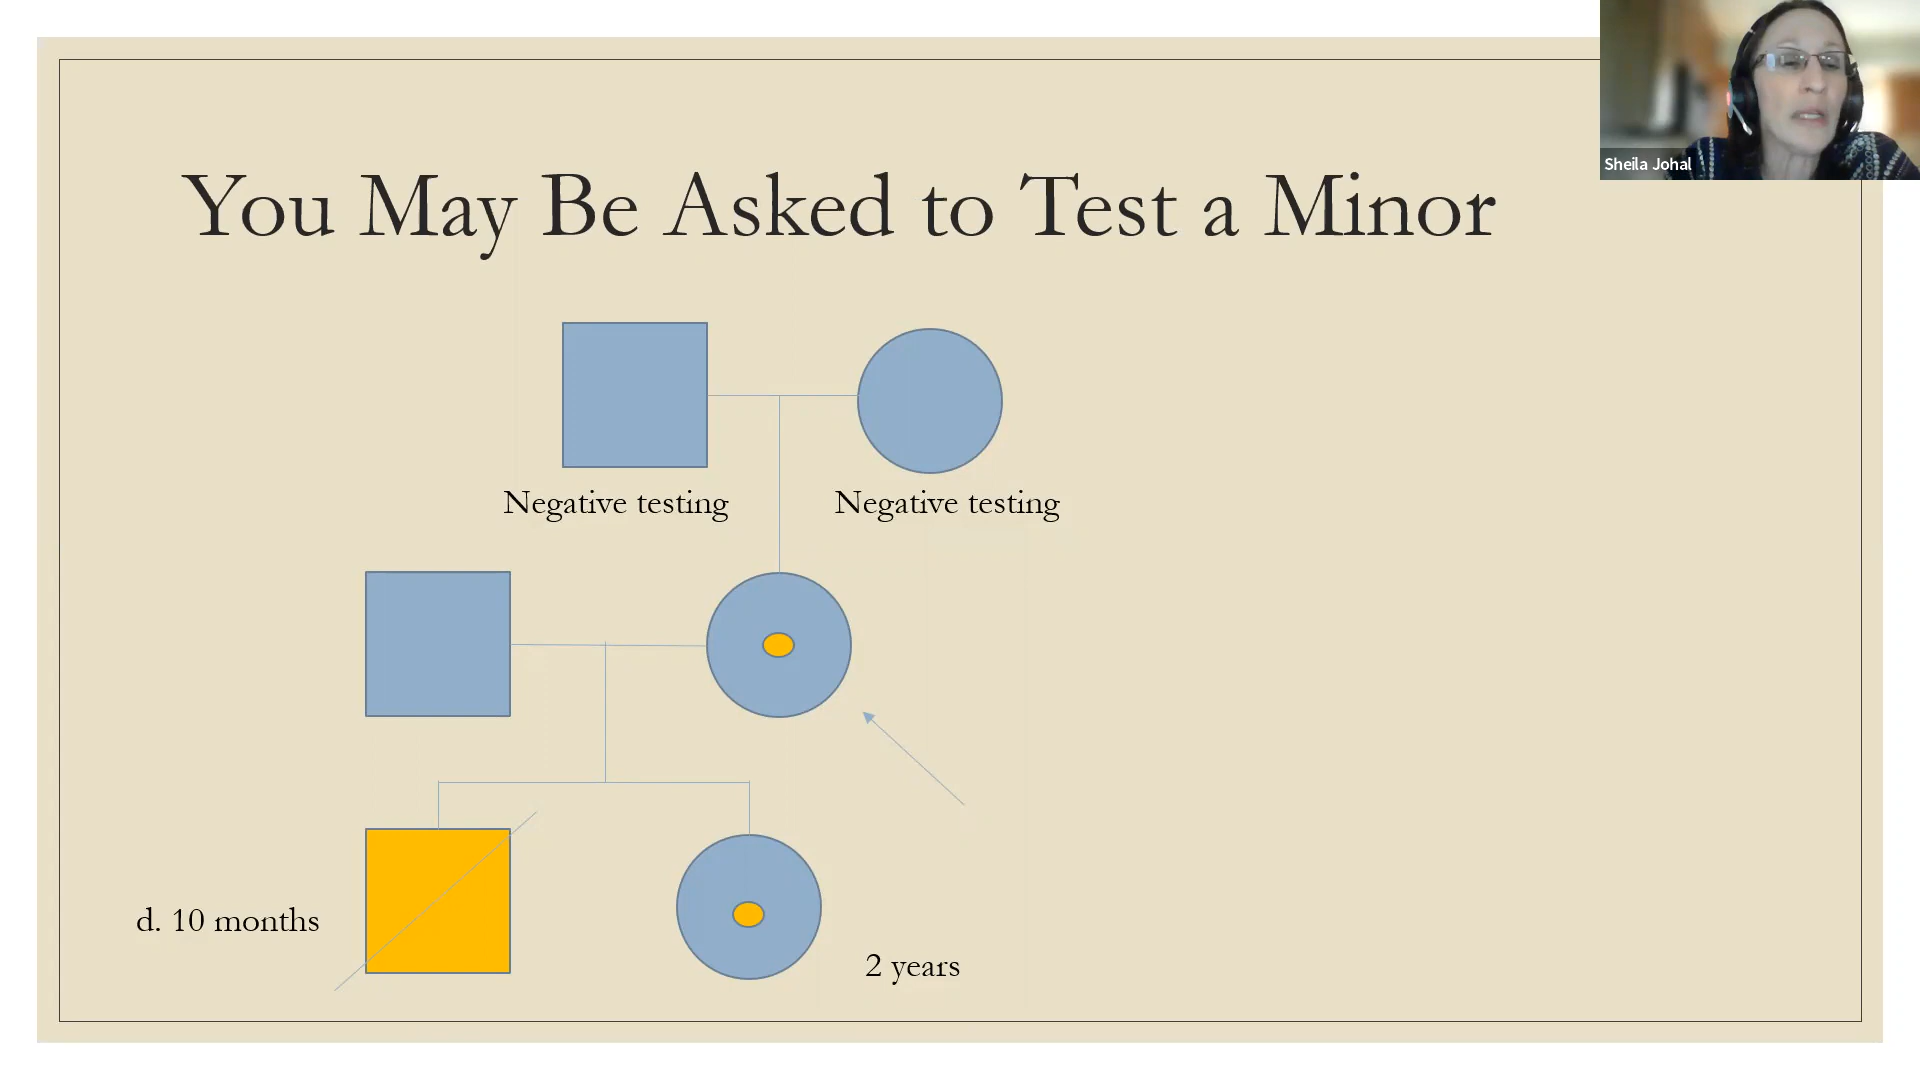 Sheila Johal
You May Be Asked to Test a Minor
Negative testing
Negative testing
d. 10 months
2 years